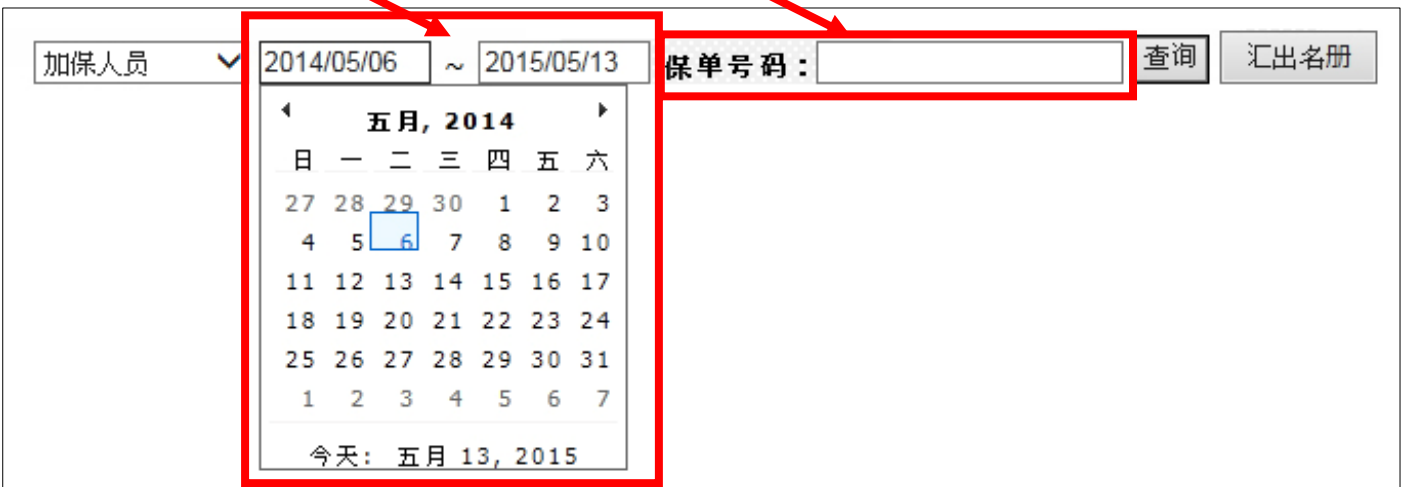 加保人员 2014/05/06 ~ 2015/05/13 保单号码： 查询 汇出名册
五月, 2014
日 一 二 三 四 五 六
27 28 29 30 1 2 3
4 5 6 7 8 9 10
11 12 13 14 15 16 17
18 19 20 21 22 23 24
25 26 27 28 29 30 31
1 2 3 4 5 6 7
今天: 五月 13, 2015